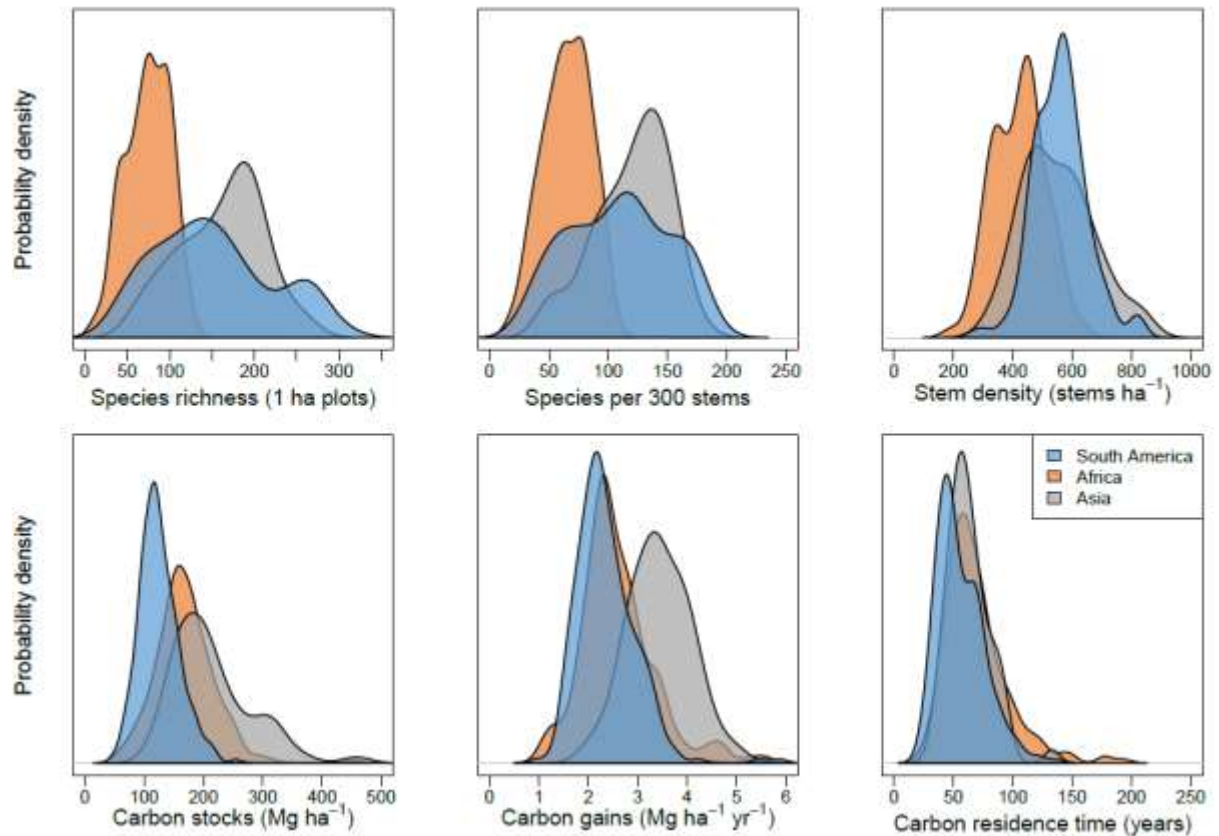 Probability density
0 50 100 200 300
Species richness (1 ha plots)
0 50 100 150 200 250
Species per 300 stems
0 200 400 600 800 1000
Stem density (stems ha⁻¹)
Probability density
0 100 200 300 400 500
Carbon stocks (Mg ha⁻¹)
0 1 2 3 4 5 6
Carbon gains (Mg ha⁻¹ yr⁻¹)
South America
Africa
Asia
0 50 100 150 200 250
Carbon residence time (years)